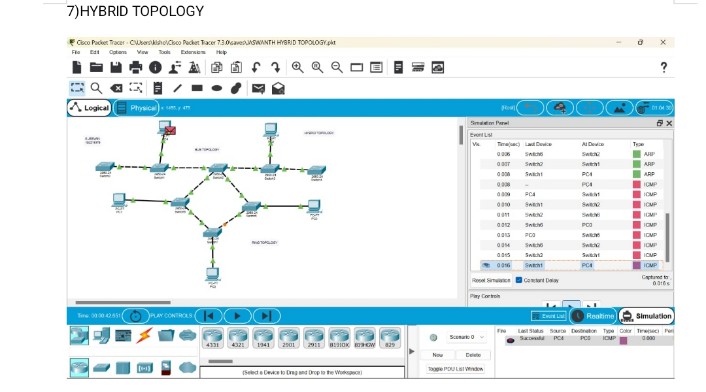 7)HYBRID TOPOLOGY
Cisco Packet Tracer - C:\Users\kisho\Cisco Packet Tracer 7.3.0\saves\JASWANTH HYBRID TOPOLOGY.pkt
File Edit Options View Tools Extensions Help
Logical
Physical
[Root]
01:04:30
Simulation Panel
Event List
Vis. Time(sec) Last Device At Device Type
0.006 Switch6 Switch2 ARP
0.007 Switch2 Switch1 ARP
0.008 Switch1 PC4 ARP
0.008 -- PC4 ICMP
0.009 PC4 Switch1 ICMP
0.010 Switch1 Switch2 ICMP
0.011 Switch2 Switch6 ICMP
0.012 Switch6 PC0 ICMP
0.013 PC0 Switch6 ICMP
0.014 Switch6 Switch2 ICMP
0.015 Switch2 Switch1 ICMP
0.016 Switch1 PC4 ICMP
Reset Simulation
Constant Delay
Captured to:
0.016 s
Play Controls
HYBRID TOPOLOGY
BUS TOPOLOGY
Time: 00:00:42.691
PLAY CONTROLS
Event List
Realtime
Simulation
4331 4321 1941 2901 2911 819IOX 819HGW 829
(Select a Device to Drag and Drop to the Workspace)
Scenario 0
New Delete
Toggle PDU List Window
Fire Last Status Source Destination Type Color Time(sec) Peri
Successful PC4 PC0 ICMP 0.000